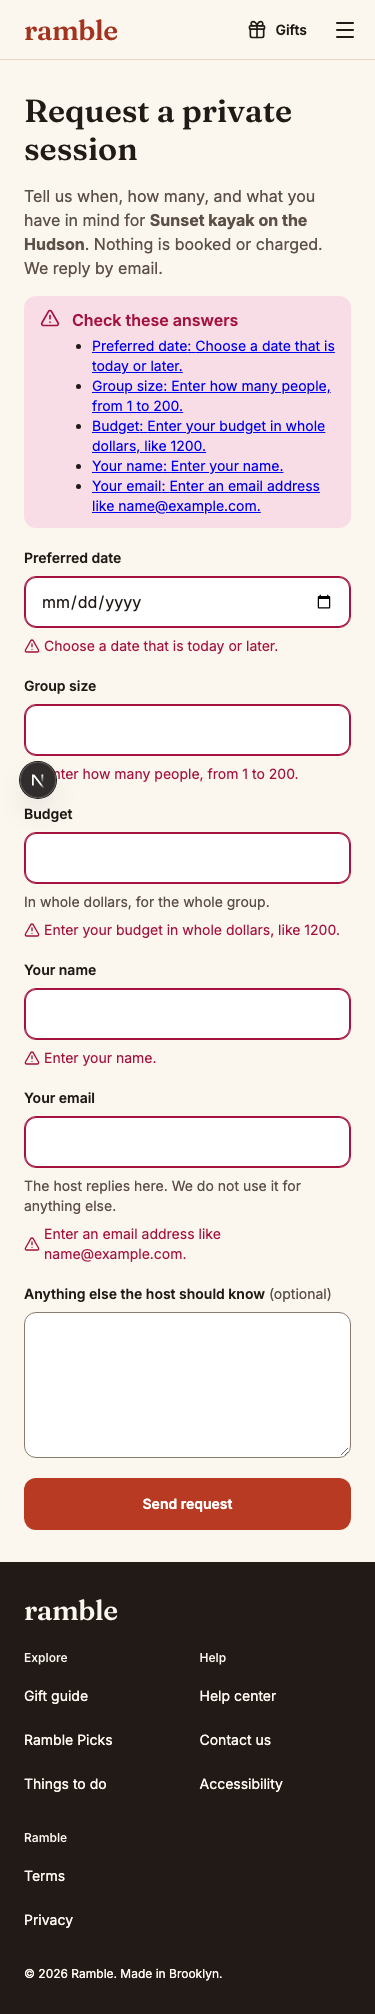 ramble
Gifts
Request a private
session
Tell us when, how many, and what you
have in mind for Sunset kayak on the
Hudson. Nothing is booked or charged.
We reply by email.
Check these answers
Preferred date: Choose a date that is
today or later.
Group size: Enter how many people,
from 1 to 200.
Budget: Enter your budget in whole
dollars, like 1200.
Your name: Enter your name.
Your email: Enter an email address
like name@example.com.
Preferred date
mm/dd/yyyy
Choose a date that is today or later.
Group size
Enter how many people, from 1 to 200.
N
Budget
In whole dollars, for the whole group.
Enter your budget in whole dollars, like 1200.
Your name
Enter your name.
Your email
The host replies here. We do not use it for
anything else.
Enter an email address like
name@example.com.
Anything else the host should know (optional)
Send request
ramble
Explore
Help
Gift guide
Help center
Ramble Picks
Contact us
Things to do
Accessibility
Ramble
Terms
Privacy
© 2026 Ramble. Made in Brooklyn.